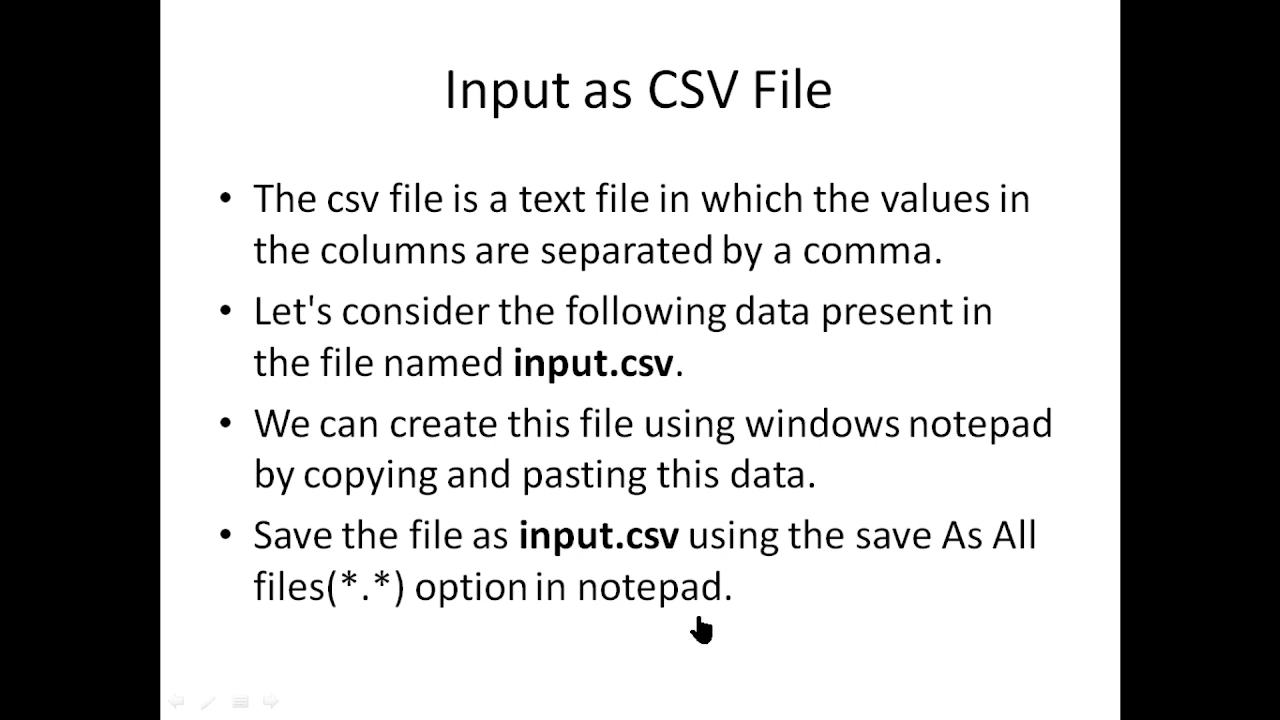 Input as CSV File
• The csv file is a text file in which the values in
the columns are separated by a comma.
• Let's consider the following data present in
the file named input.csv.
• We can create this file using windows notepad
by copying and pasting this data.
• Save the file as input.csv using the save As All
files(*.*) option in notepad.